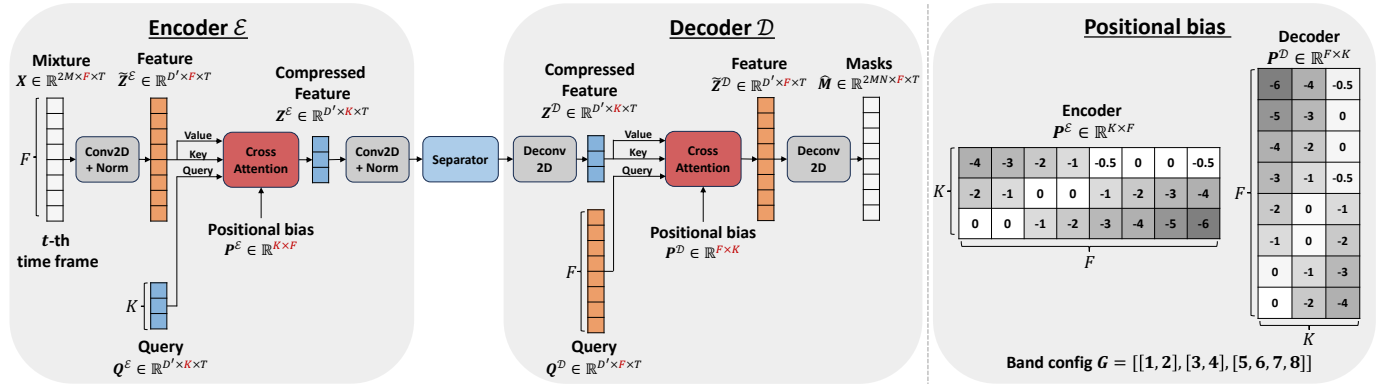 Encoder ℰ
Mixture
X ∈ ℝ^{2M×F×T}
F
t-th
time frame
Conv2D
+ Norm
Feature
Z̃^ℰ ∈ ℝ^{D′×F×T}
Value
Key
Query
Cross
Attention
Positional bias
P^ℰ ∈ ℝ^{K×F}
K
Query
Q^ℰ ∈ ℝ^{D′×K×T}
Compressed
Feature
Z^ℰ ∈ ℝ^{D′×K×T}
Conv2D
+ Norm
Separator
Decoder 𝒟
Deconv
2D
Compressed
Feature
Z^𝒟 ∈ ℝ^{D′×K×T}
Value
Key
Query
F
Query
Q^𝒟 ∈ ℝ^{D′×F×T}
Cross
Attention
Positional bias
P^𝒟 ∈ ℝ^{F×K}
Feature
Z̃^𝒟 ∈ ℝ^{D′×F×T}
Deconv
2D
Masks
M̂ ∈ ℝ^{2MN×F×T}
Positional bias
Encoder
P^ℰ ∈ ℝ^{K×F}
K
-4 -3 -2 -1 -0.5 0 0 -0.5
-2 -1 0 0 -1 -2 -3 -4
0 0 -1 -2 -3 -4 -5 -6
F
Decoder
P^𝒟 ∈ ℝ^{F×K}
F
-6 -4 -0.5
-5 -3 0
-4 -2 0
-3 -1 -0.5
-2 0 -1
-1 0 -2
0 -1 -3
0 -2 -4
K
Band config G = [[1, 2], [3, 4], [5, 6, 7, 8]]